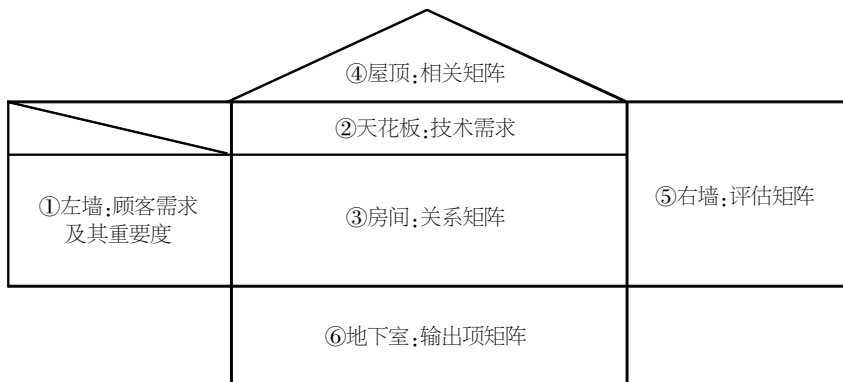 ④屋顶:相关矩阵
②天花板:技术需求
①左墙:顾客需求
及其重要度
③房间:关系矩阵
⑤右墙:评估矩阵
⑥地下室:输出项矩阵